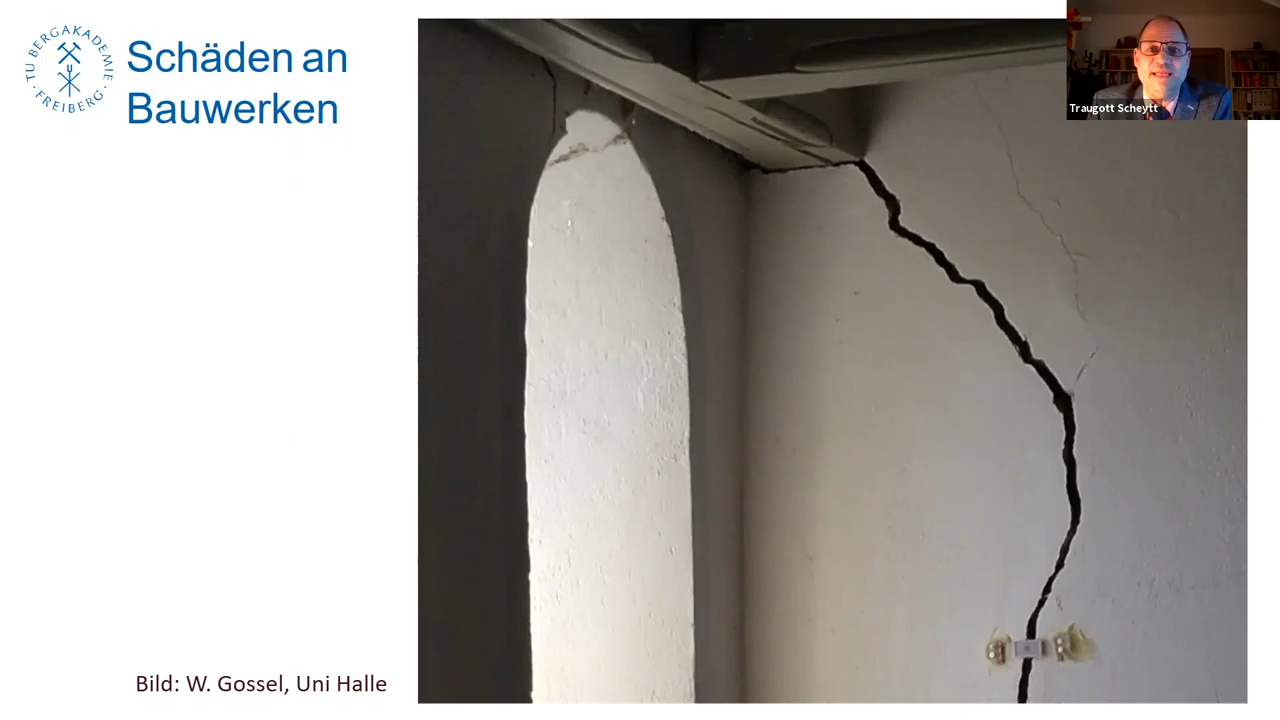 TU BERGAKADEMIE
· FREIBERG ·
Schäden an
Bauwerken
Traugott Scheytt
Bild: W. Gossel, Uni Halle